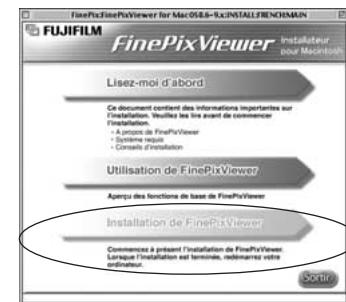 FinePix:FinePixViewer for MacOS8.6-9.x:INSTALL:FRENCH:MAIN
FUJIFILM
FinePixViewer
Installateur
pour Macintosh
Lisez-moi d'abord
Ce document contient des informations importantes sur
l'installation. Veuillez les lire avant de commencer
l'installation.
- A propos de FinePixViewer
- Système requis
- Conseils d'installation
Utilisation de FinePixViewer
Aperçu des fonctions de base de FinePixViewer
Installation de FinePixViewer
Commencez à présent l'installation de FinePixViewer.
Lorsque l'installation est terminée, redémarrez votre
ordinateur.
Sortir